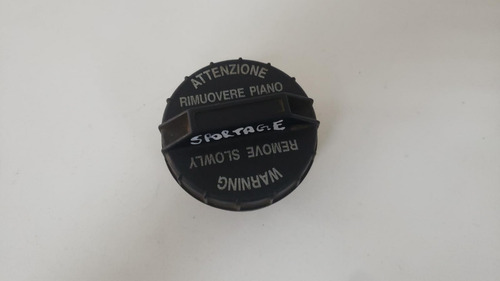 ATTENZIONE
RIMUOVERE PIANO
SPORTAGE
REMOVE SLOWLY
WARNING